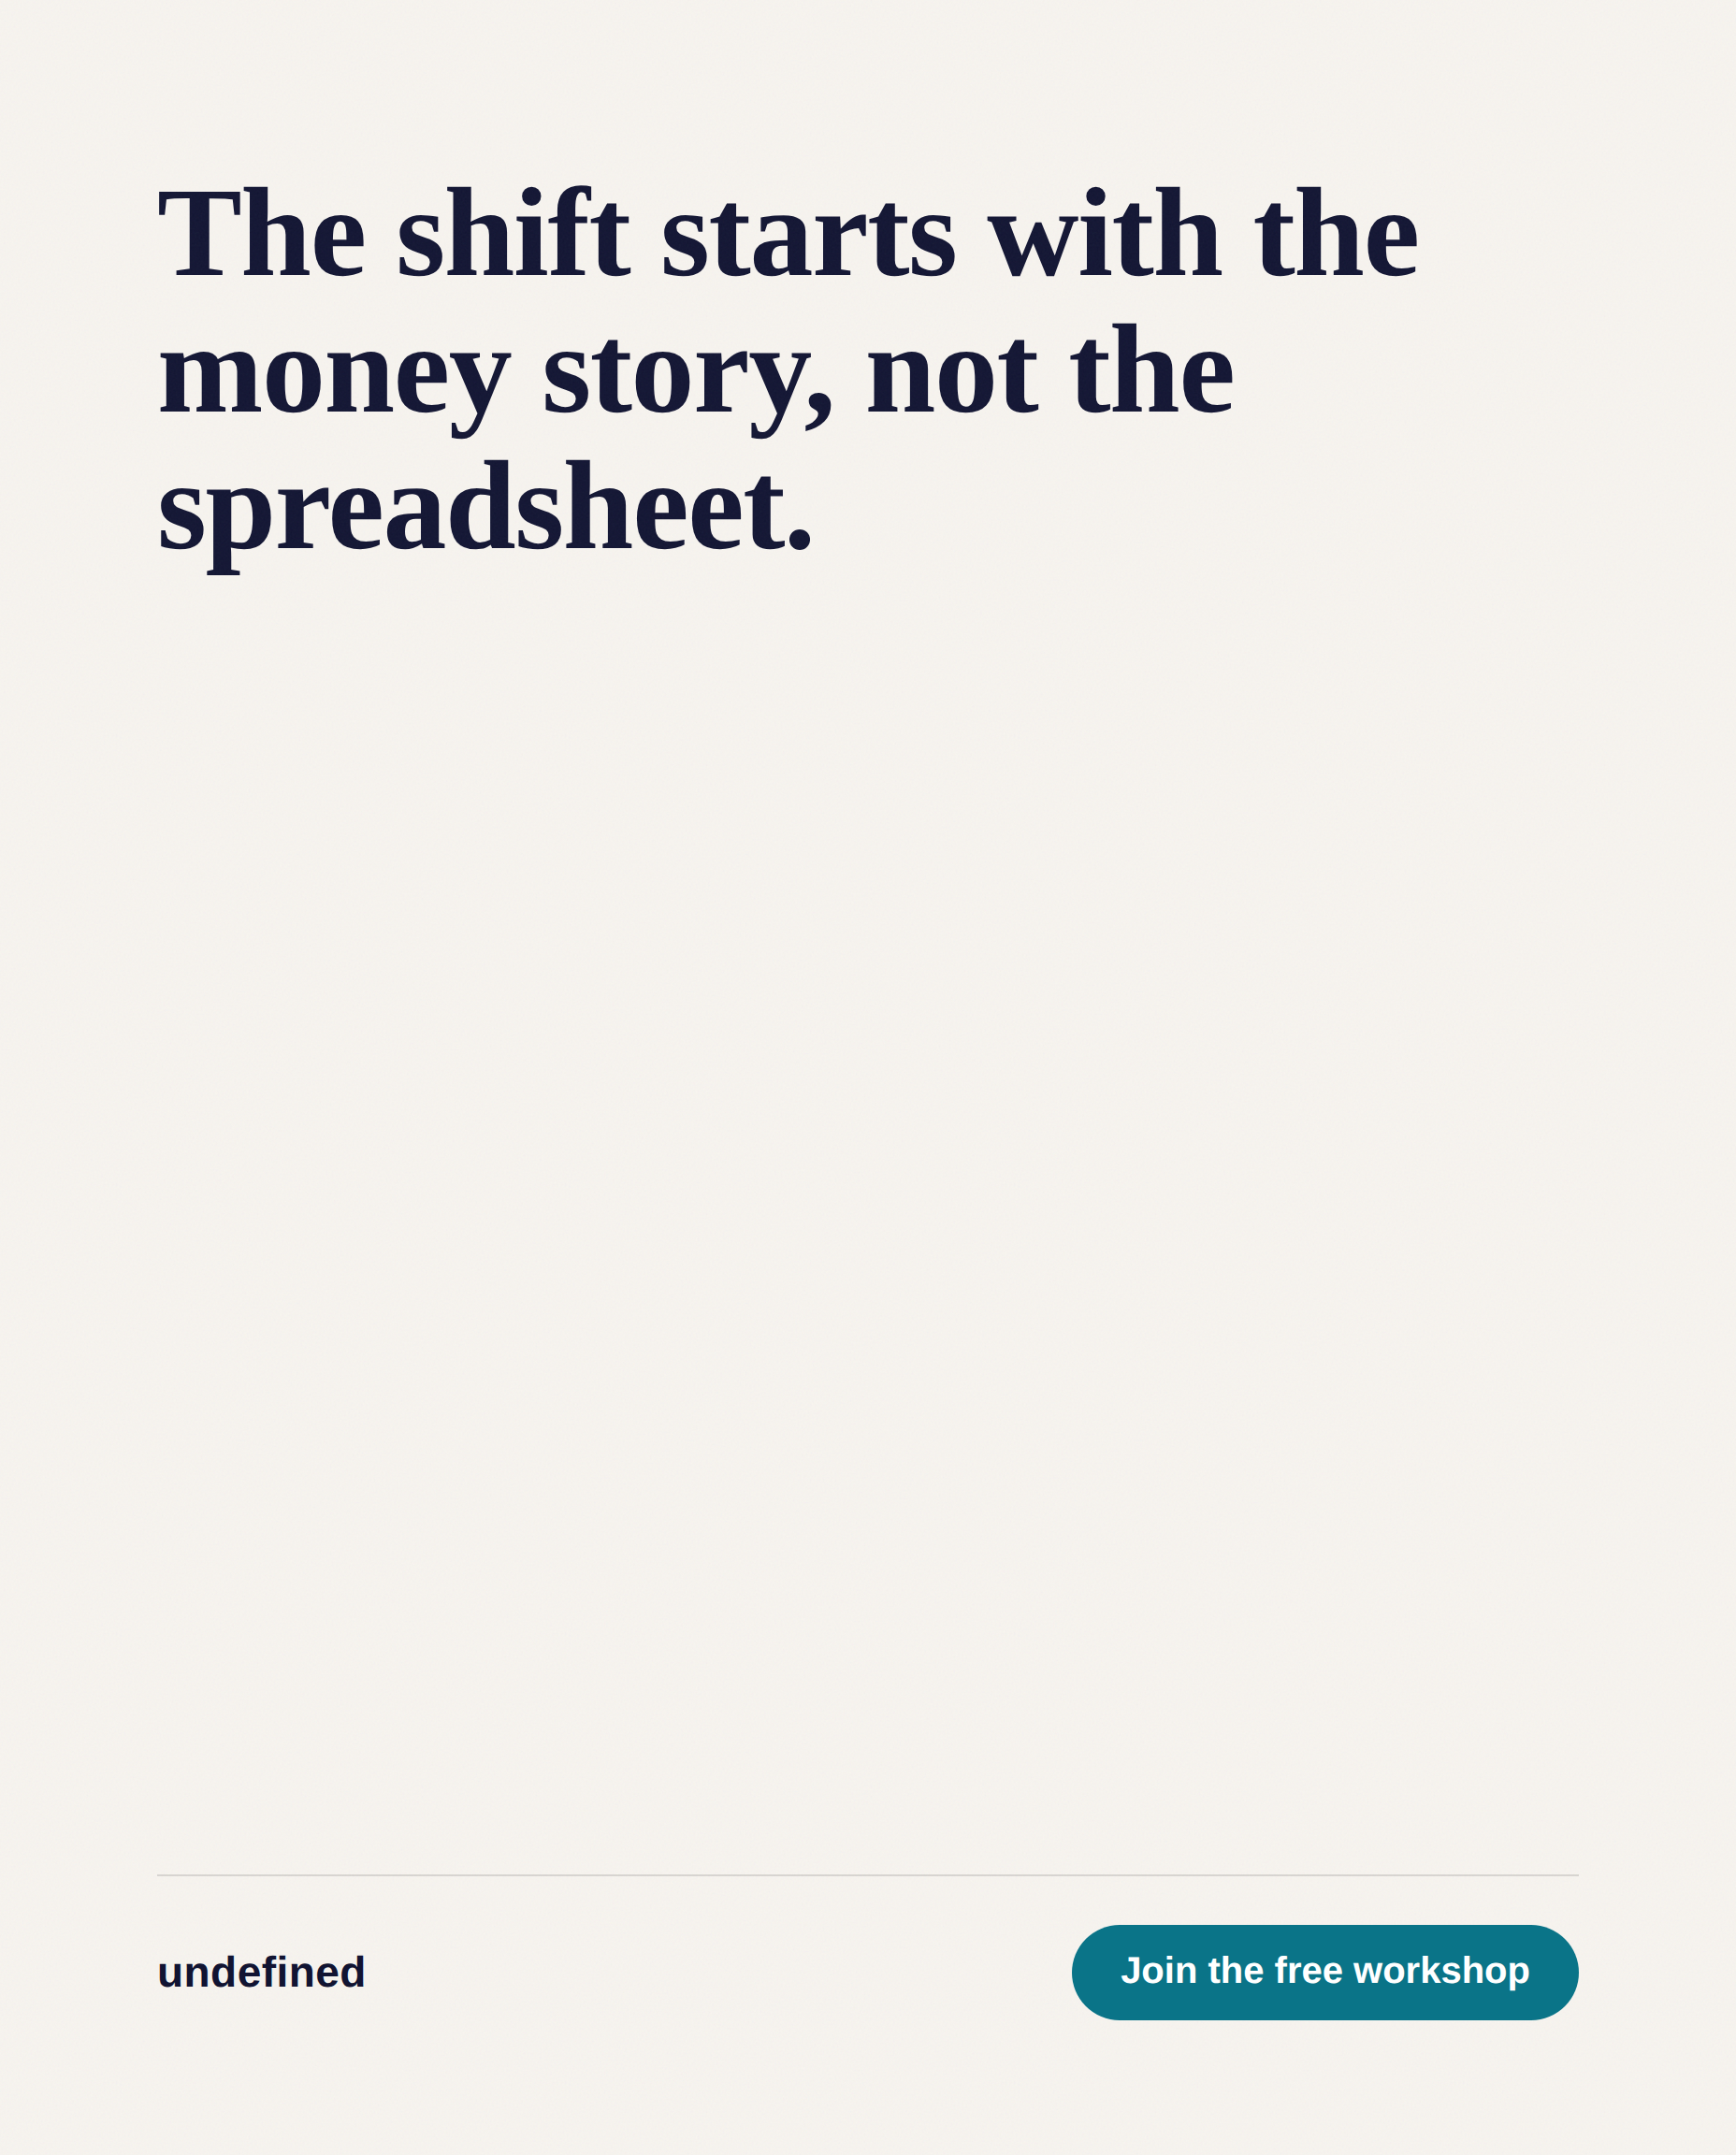 The shift starts with the
money story, not the
spreadsheet.
undefined
Join the free workshop